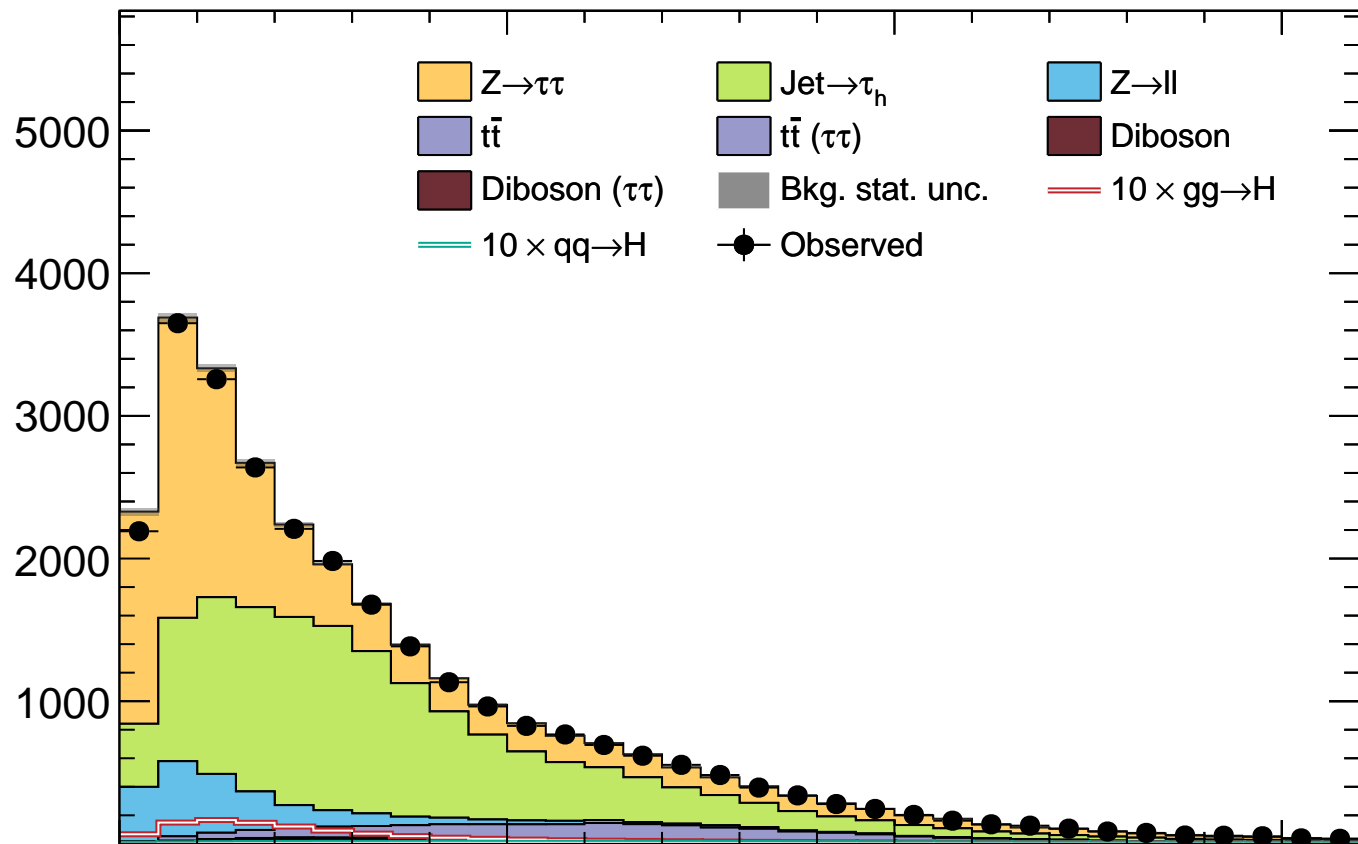 Z→ττ Jet→τ_h Z→ll
tt̄ tt̄ (ττ) Diboson
Diboson (ττ) Bkg. stat. unc. 10 × gg→H
10 × qq→H Observed
5000
4000
3000
2000
1000